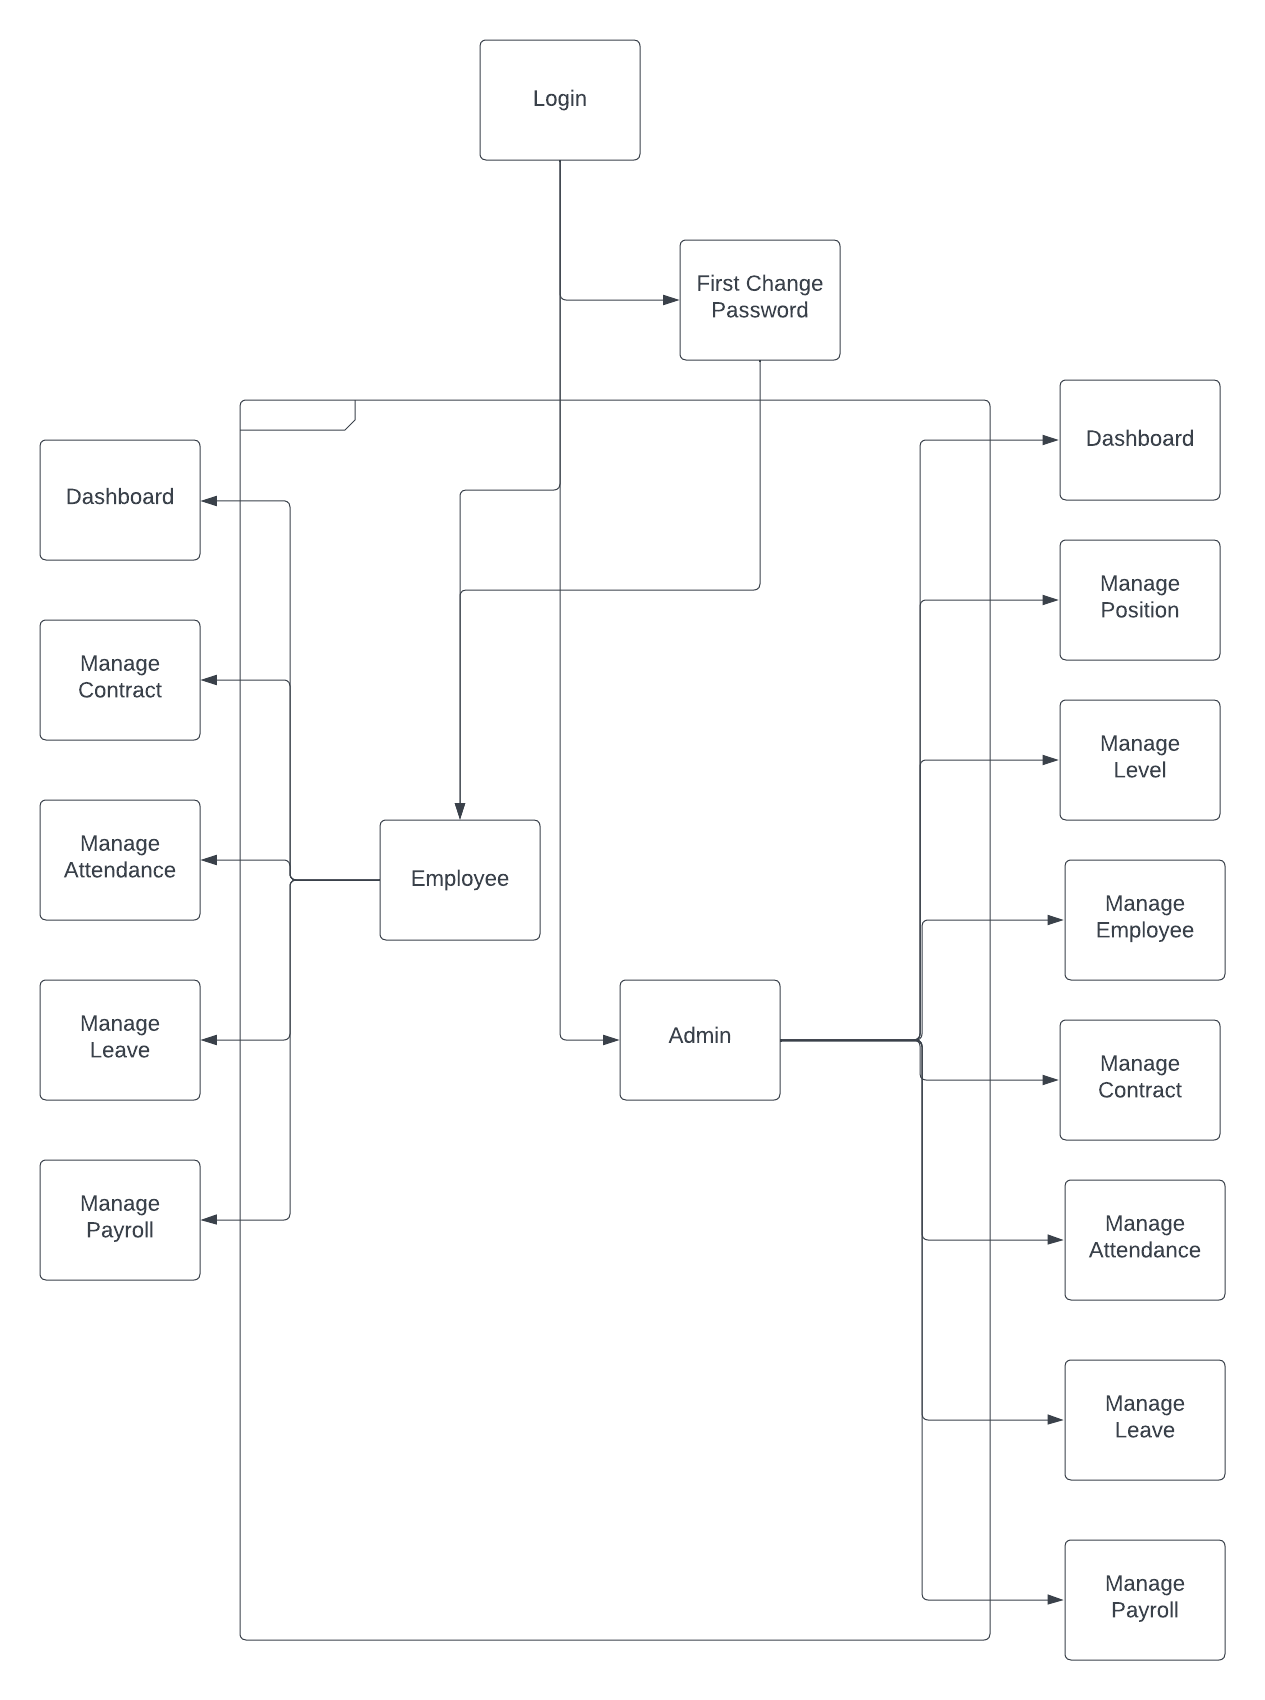 Login
First Change
Password
Dashboard
Manage
Contract
Manage
Attendance
Manage
Leave
Manage
Payroll
Employee
Admin
Dashboard
Manage
Position
Manage
Level
Manage
Employee
Manage
Contract
Manage
Attendance
Manage
Leave
Manage
Payroll